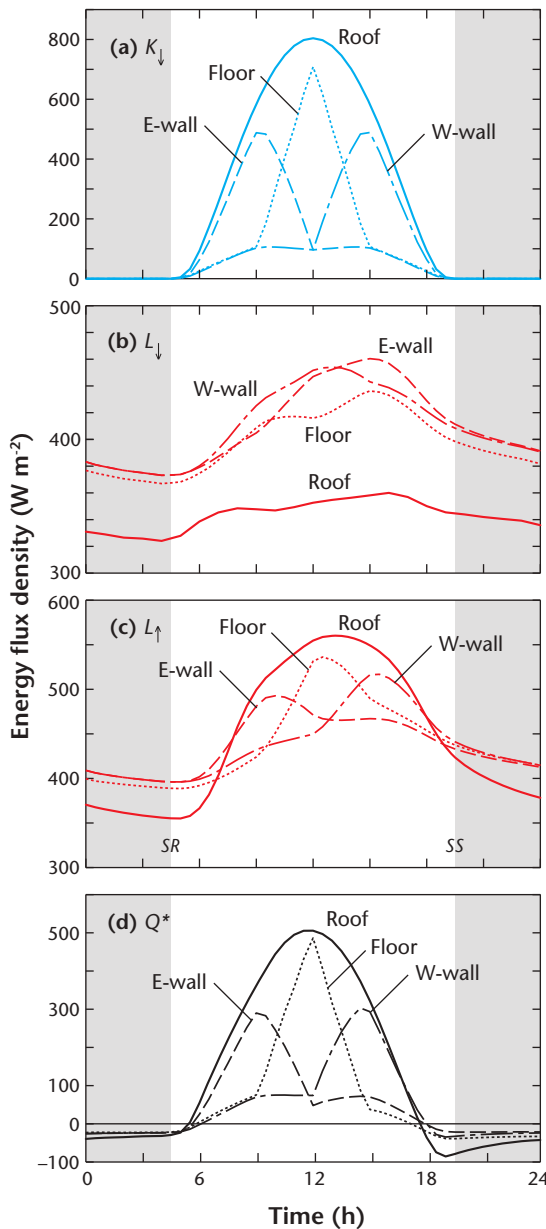 (a) K↓
Roof
Floor
E-wall
W-wall
800
600
400
200
0
(b) L↓
E-wall
W-wall
Floor
Roof
500
400
300
(c) L↑
Roof
Floor
W-wall
E-wall
600
500
400
300
SR
SS
(d) Q*
Roof
Floor
E-wall
W-wall
500
300
100
0
−100
0
6
12
18
24
Energy flux density (W m⁻²)
Time (h)